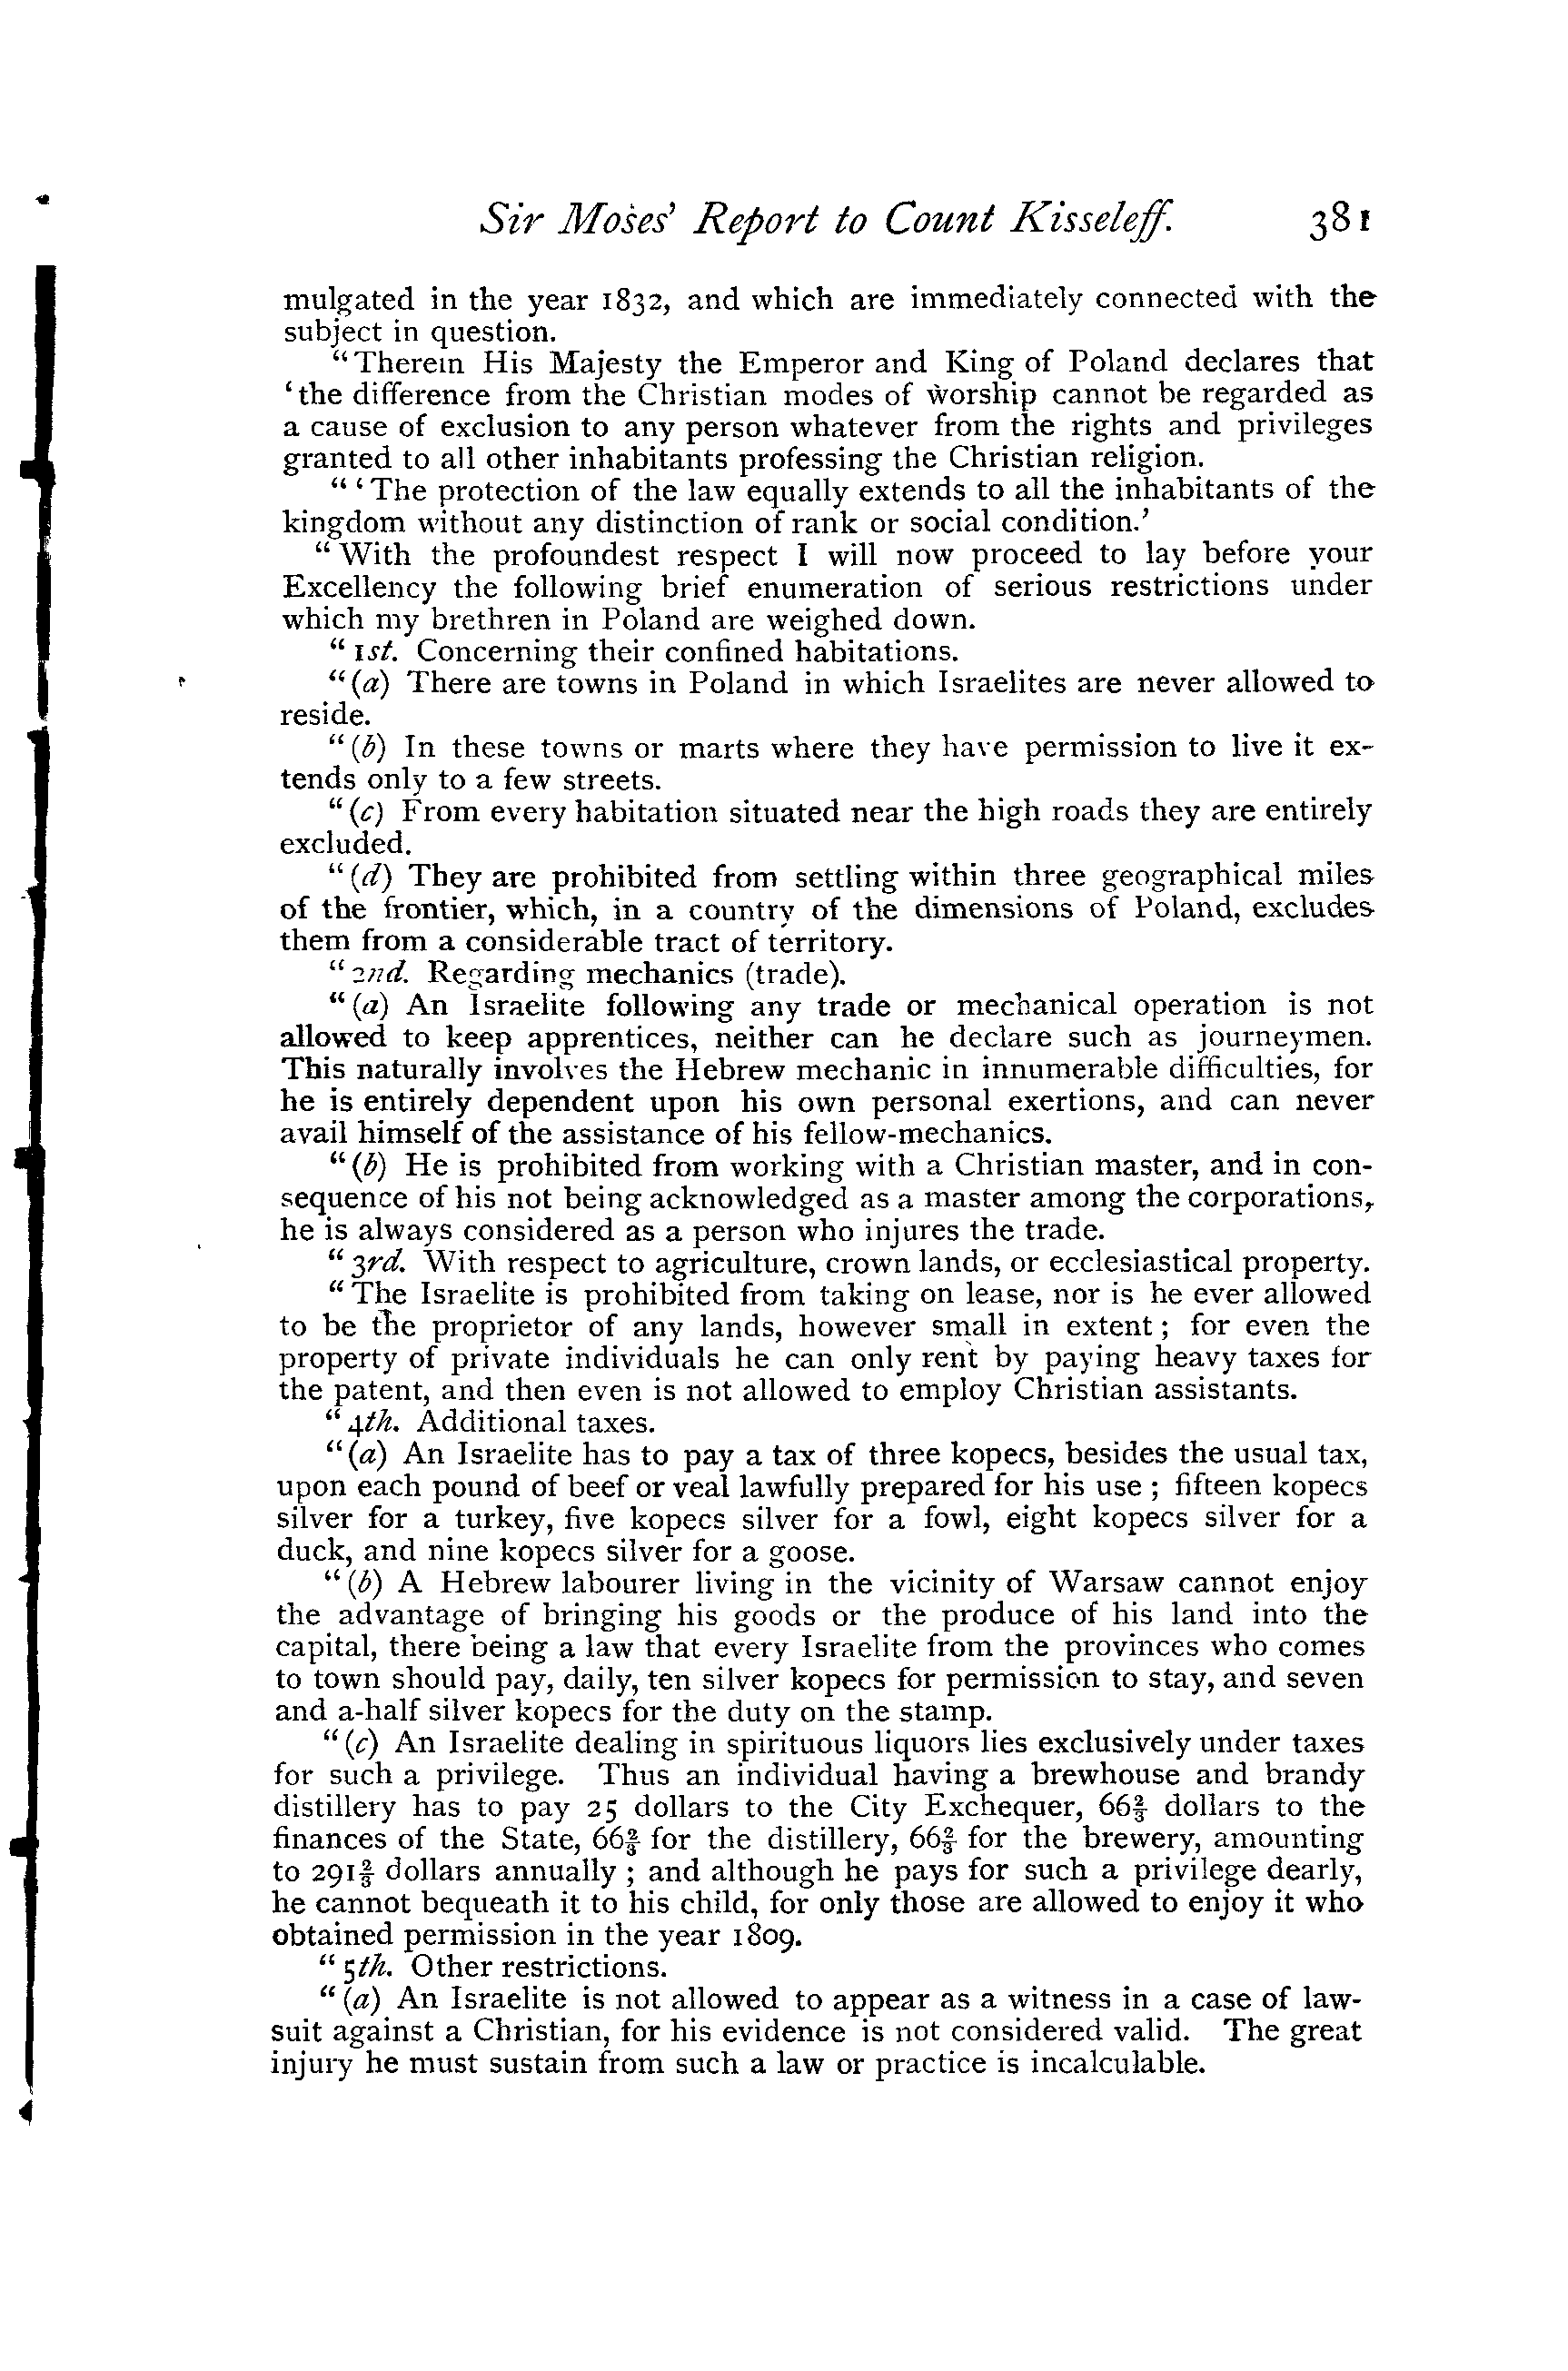 Sir Moses' Report to Count Kisseleff. 381
mulgated in the year 1832, and which are immediately connected with the
subject in question.
"Therein His Majesty the Emperor and King of Poland declares that
'the difference from the Christian modes of worship cannot be regarded as
a cause of exclusion to any person whatever from the rights and privileges
granted to all other inhabitants professing the Christian religion.
"'The protection of the law equally extends to all the inhabitants of the
kingdom without any distinction of rank or social condition.'
"With the profoundest respect I will now proceed to lay before your
Excellency the following brief enumeration of serious restrictions under
which my brethren in Poland are weighed down.
"1st. Concerning their confined habitations.
"(a) There are towns in Poland in which Israelites are never allowed to
reside.
"(b) In these towns or marts where they have permission to live it ex-
tends only to a few streets.
"(c) From every habitation situated near the high roads they are entirely
excluded.
"(d) They are prohibited from settling within three geographical miles
of the frontier, which, in a country of the dimensions of Poland, excludes
them from a considerable tract of territory.
"2nd. Regarding mechanics (trade).
"(a) An Israelite following any trade or mechanical operation is not
allowed to keep apprentices, neither can he declare such as journeymen.
This naturally involves the Hebrew mechanic in innumerable difficulties, for
he is entirely dependent upon his own personal exertions, and can never
avail himself of the assistance of his fellow-mechanics.
"(b) He is prohibited from working with a Christian master, and in con-
sequence of his not being acknowledged as a master among the corporations,
he is always considered as a person who injures the trade.
"3rd. With respect to agriculture, crown lands, or ecclesiastical property.
"The Israelite is prohibited from taking on lease, nor is he ever allowed
to be the proprietor of any lands, however small in extent; for even the
property of private individuals he can only rent by paying heavy taxes for
the patent, and then even is not allowed to employ Christian assistants.
"4th. Additional taxes.
"(a) An Israelite has to pay a tax of three kopecs, besides the usual tax,
upon each pound of beef or veal lawfully prepared for his use; fifteen kopecs
silver for a turkey, five kopecs silver for a fowl, eight kopecs silver for a
duck, and nine kopecs silver for a goose.
"(b) A Hebrew labourer living in the vicinity of Warsaw cannot enjoy
the advantage of bringing his goods or the produce of his land into the
capital, there being a law that every Israelite from the provinces who comes
to town should pay, daily, ten silver kopecs for permission to stay, and seven
and a-half silver kopecs for the duty on the stamp.
"(c) An Israelite dealing in spirituous liquors lies exclusively under taxes
for such a privilege. Thus an individual having a brewhouse and brandy
distillery has to pay 25 dollars to the City Exchequer, 66⅔ dollars to the
finances of the State, 66⅔ for the distillery, 66⅔ for the brewery, amounting
to 291⅔ dollars annually; and although he pays for such a privilege dearly,
he cannot bequeath it to his child, for only those are allowed to enjoy it who
obtained permission in the year 1809.
"5th. Other restrictions.
"(a) An Israelite is not allowed to appear as a witness in a case of law-
suit against a Christian, for his evidence is not considered valid. The great
injury he must sustain from such a law or practice is incalculable.